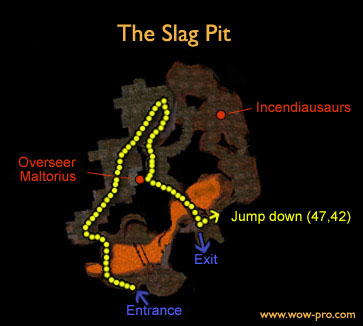 The Slag Pit
Incendiausaurs
Overseer
Maltorius
Jump down (47,42)
Exit
Entrance
www.wow-pro.com